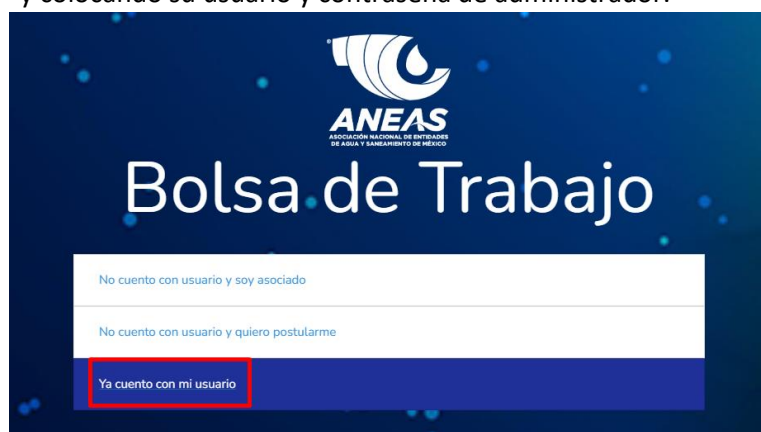 y colocando su usuario y contraseña de administrador.
ANEAS
ASOCIACIÓN NACIONAL DE ENTIDADES
DE AGUA Y SANEAMIENTO DE MÉXICO
Bolsa de Trabajo
No cuento con usuario y soy asociado
No cuento con usuario y quiero postularme
Ya cuento con mi usuario